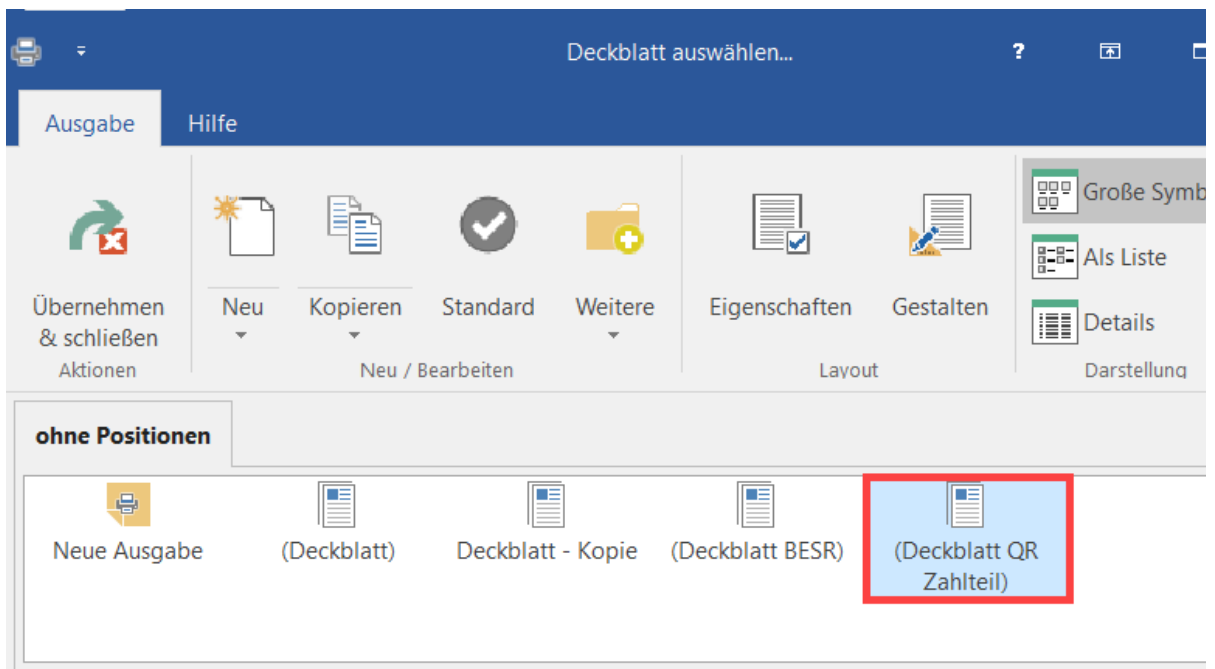 Deckblatt auswählen...
?
Ausgabe Hilfe
Große Symb
Als Liste
Details
Übernehmen
& schließen
Neu Kopieren Standard Weitere Eigenschaften Gestalten
Aktionen Neu / Bearbeiten Layout Darstellung
ohne Positionen
Neue Ausgabe (Deckblatt) Deckblatt - Kopie (Deckblatt BESR) (Deckblatt QR
Zahlteil)